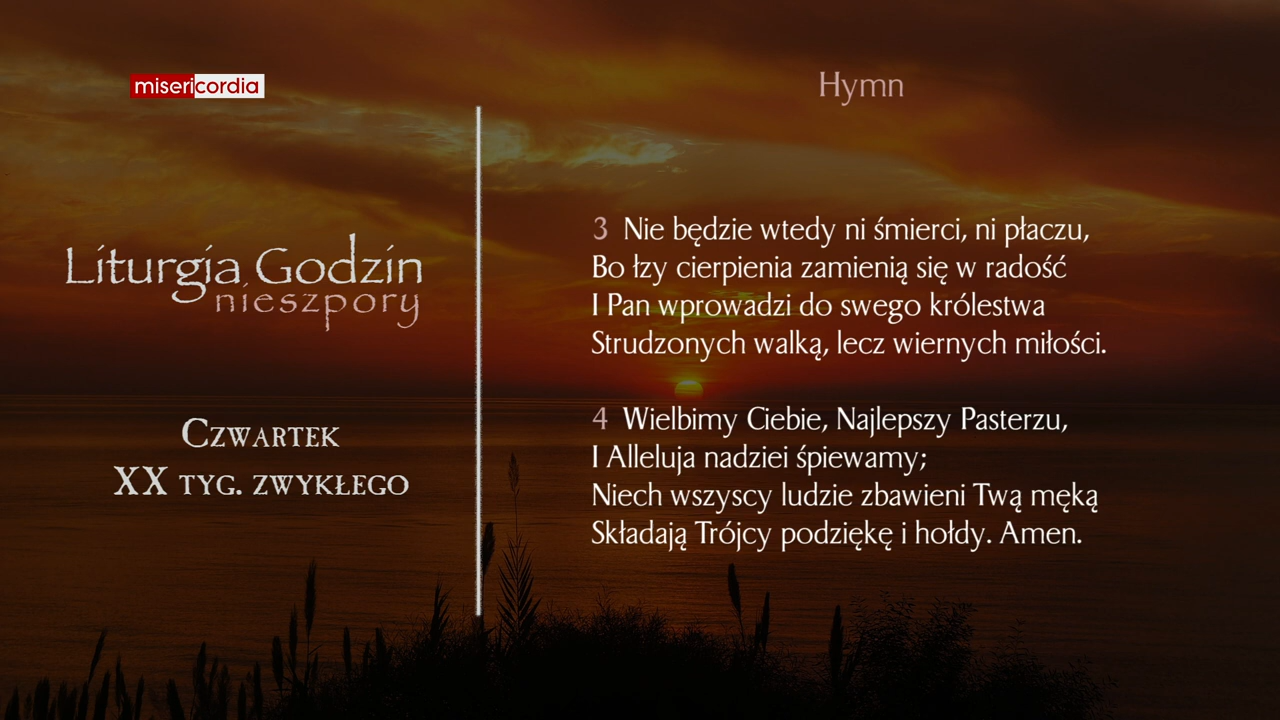 misericordia
Liturgia Godzin
nieszpory
Czwartek
XX tyg. zwykłego
Hymn
3 Nie będzie wtedy ni śmierci, ni płaczu,
Bo łzy cierpienia zamienią się w radość
I Pan wprowadzi do swego królestwa
Strudzonych walką, lecz wiernych miłości.
4 Wielbimy Ciebie, Najlepszy Pasterzu,
I Alleluja nadziei śpiewamy;
Niech wszyscy ludzie zbawieni Twą męką
Składają Trójcy podziękę i hołdy. Amen.